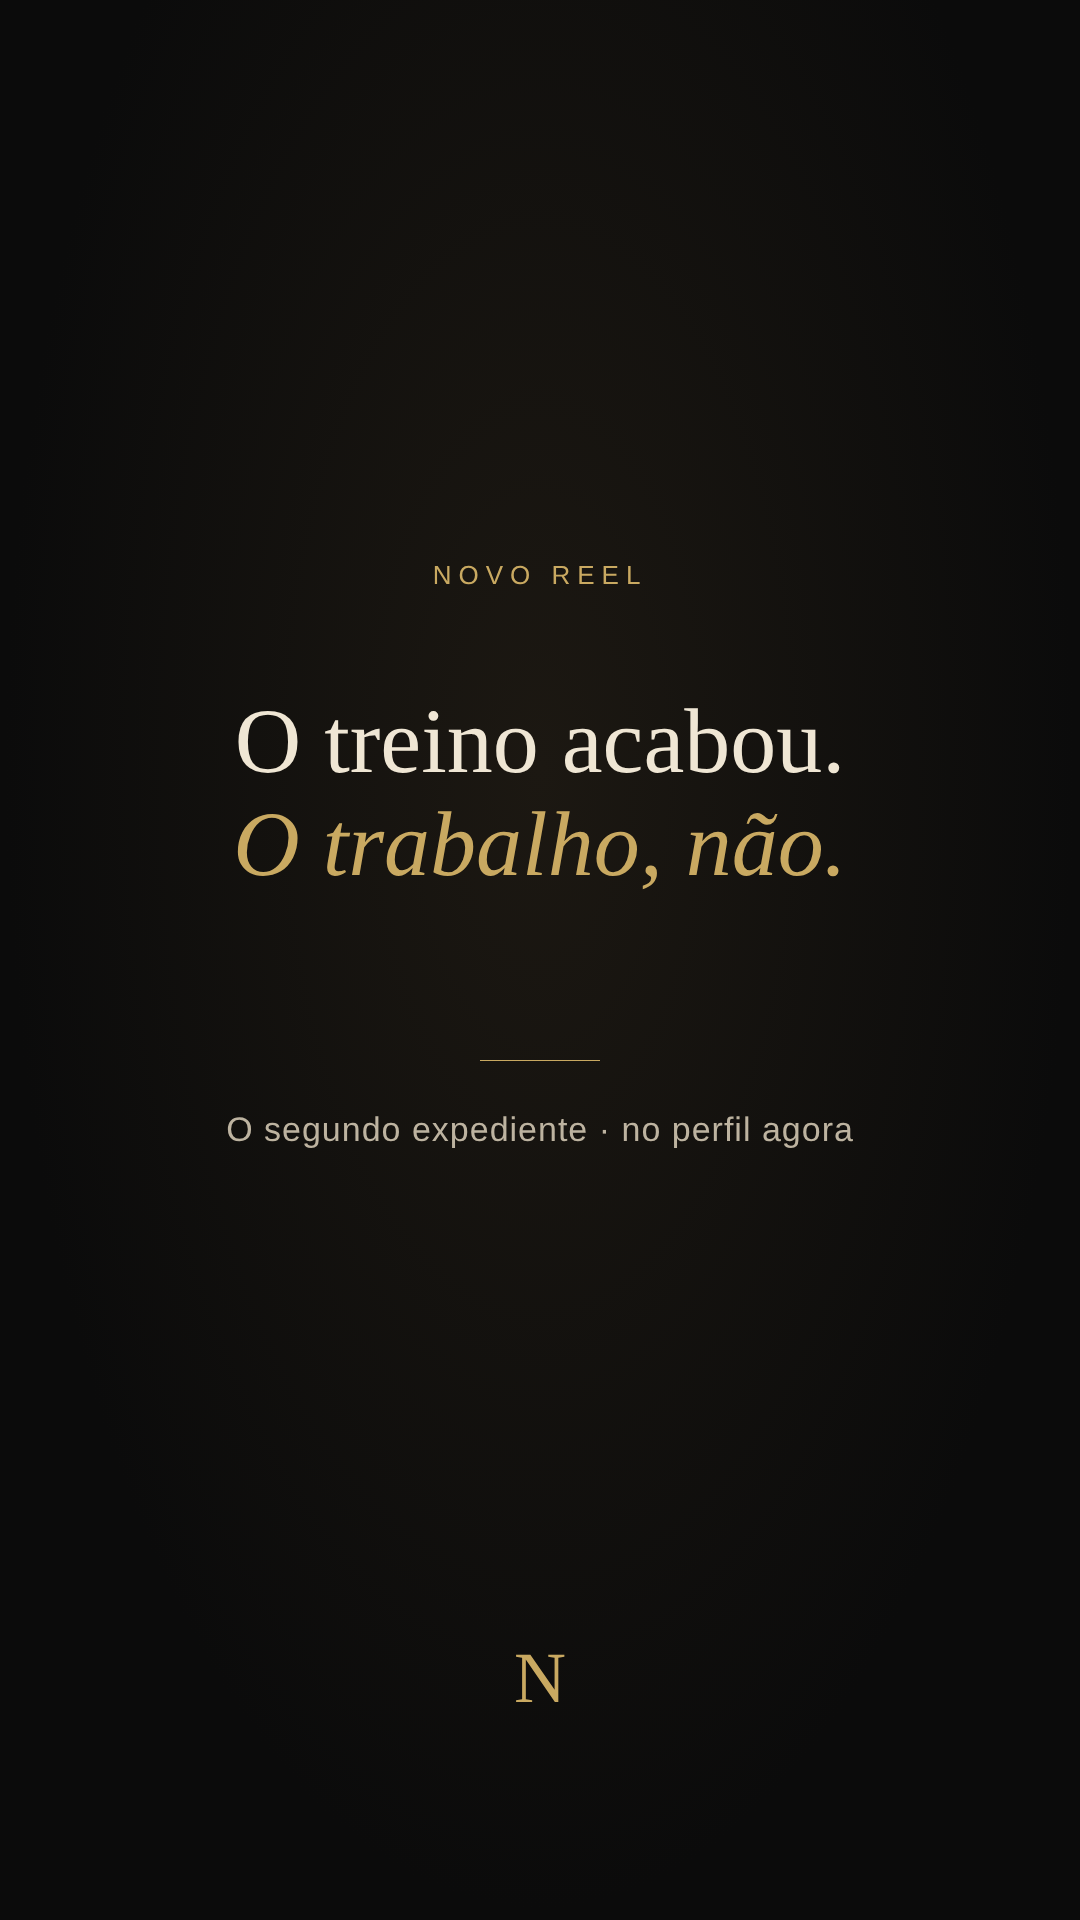 NOVO REEL
O treino acabou.
O trabalho, não.
O segundo expediente · no perfil agora
N